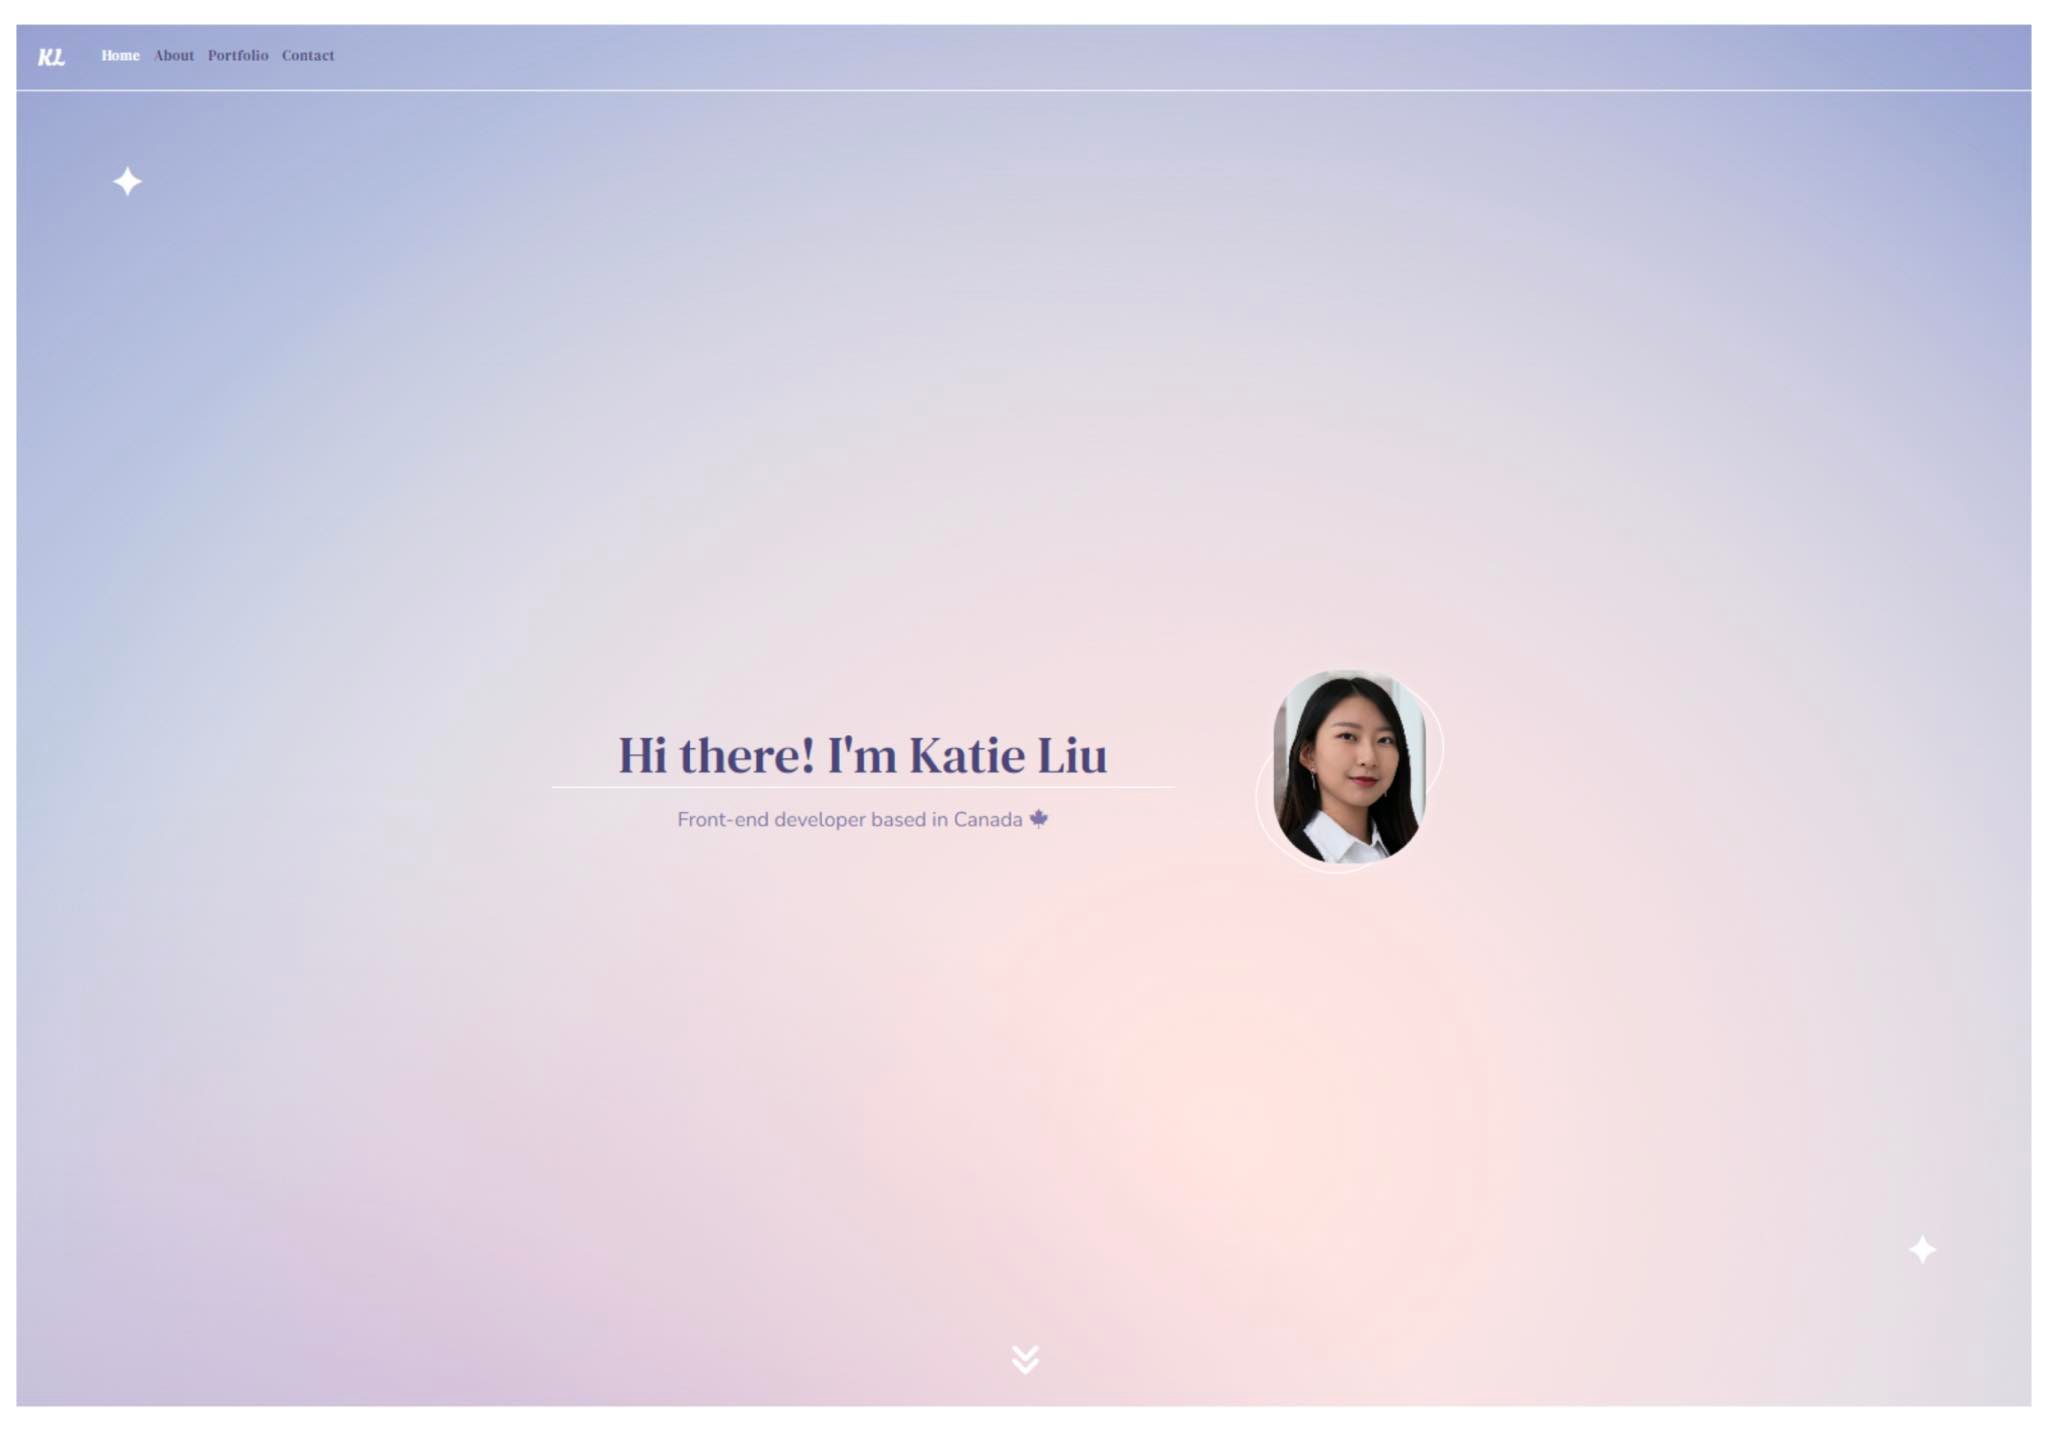 KL Home About Portfolio Contact
Hi there! I'm Katie Liu
Front-end developer based in Canada